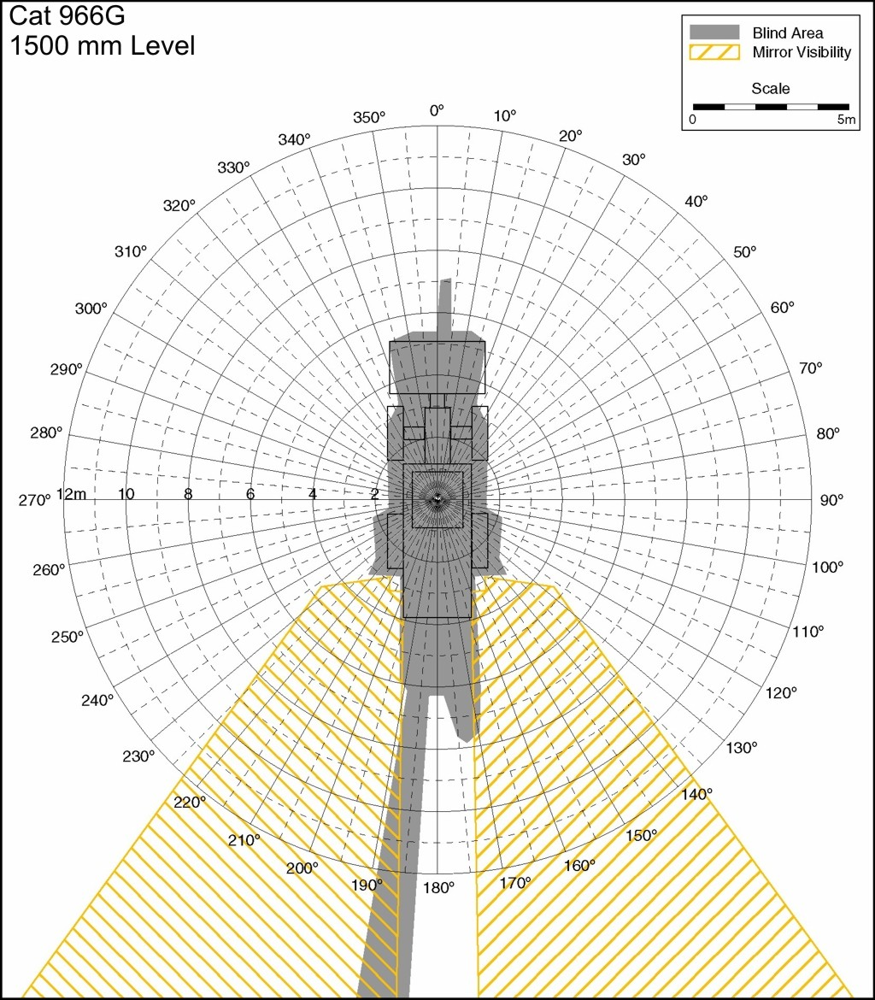 Cat 966G
1500 mm Level
Blind Area
Mirror Visibility
Scale
0 5m
0°
350° 10°
340° 20°
330° 30°
320° 40°
310° 50°
300° 60°
290° 70°
280° 80°
270° 12m 10 8 6 4 2 90°
260° 100°
250° 110°
240° 120°
230° 130°
220° 140°
210° 150°
200° 160°
190° 180° 170°